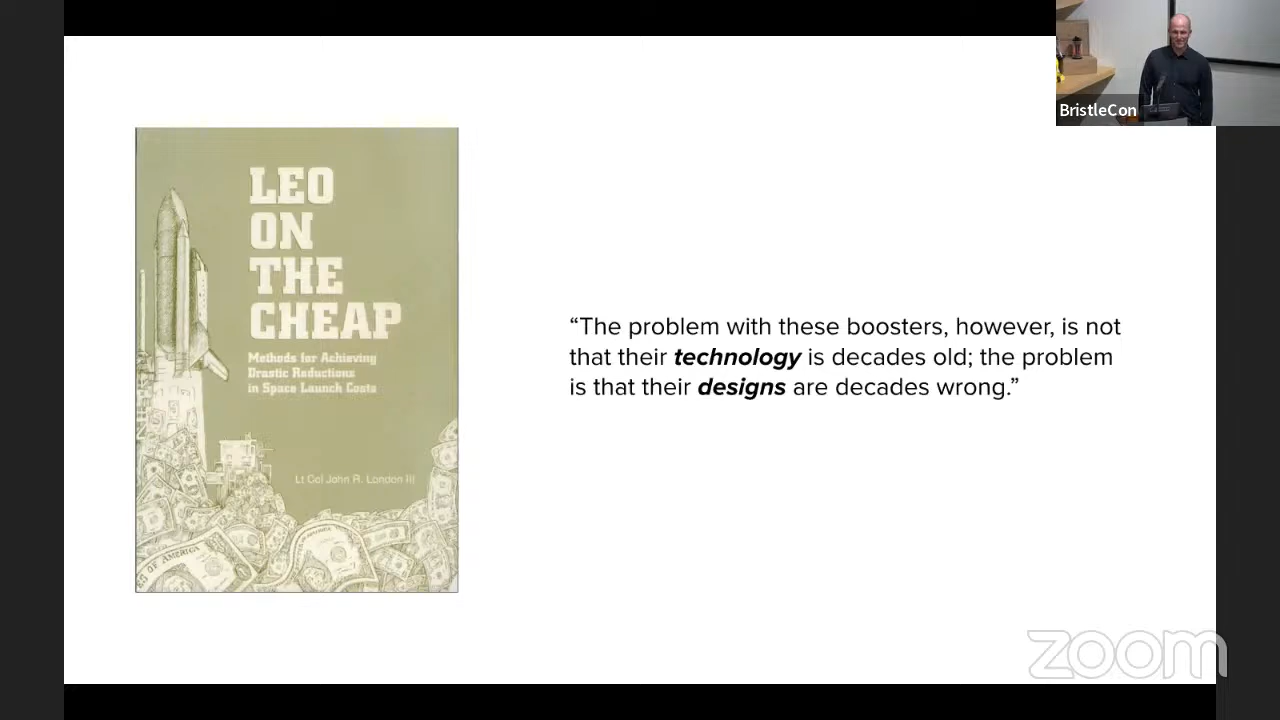 BristleCon
LEO
ON
THE
CHEAP
Methods for Achieving
Drastic Reductions
in Space Launch Costs
Lt Col John R. London III
OF AMERICA
“The problem with these boosters, however, is not
that their technology is decades old; the problem
is that their designs are decades wrong.”
zoom